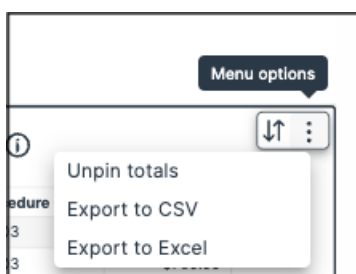 Menu options
Unpin totals
edure
Export to CSV
Export to Excel